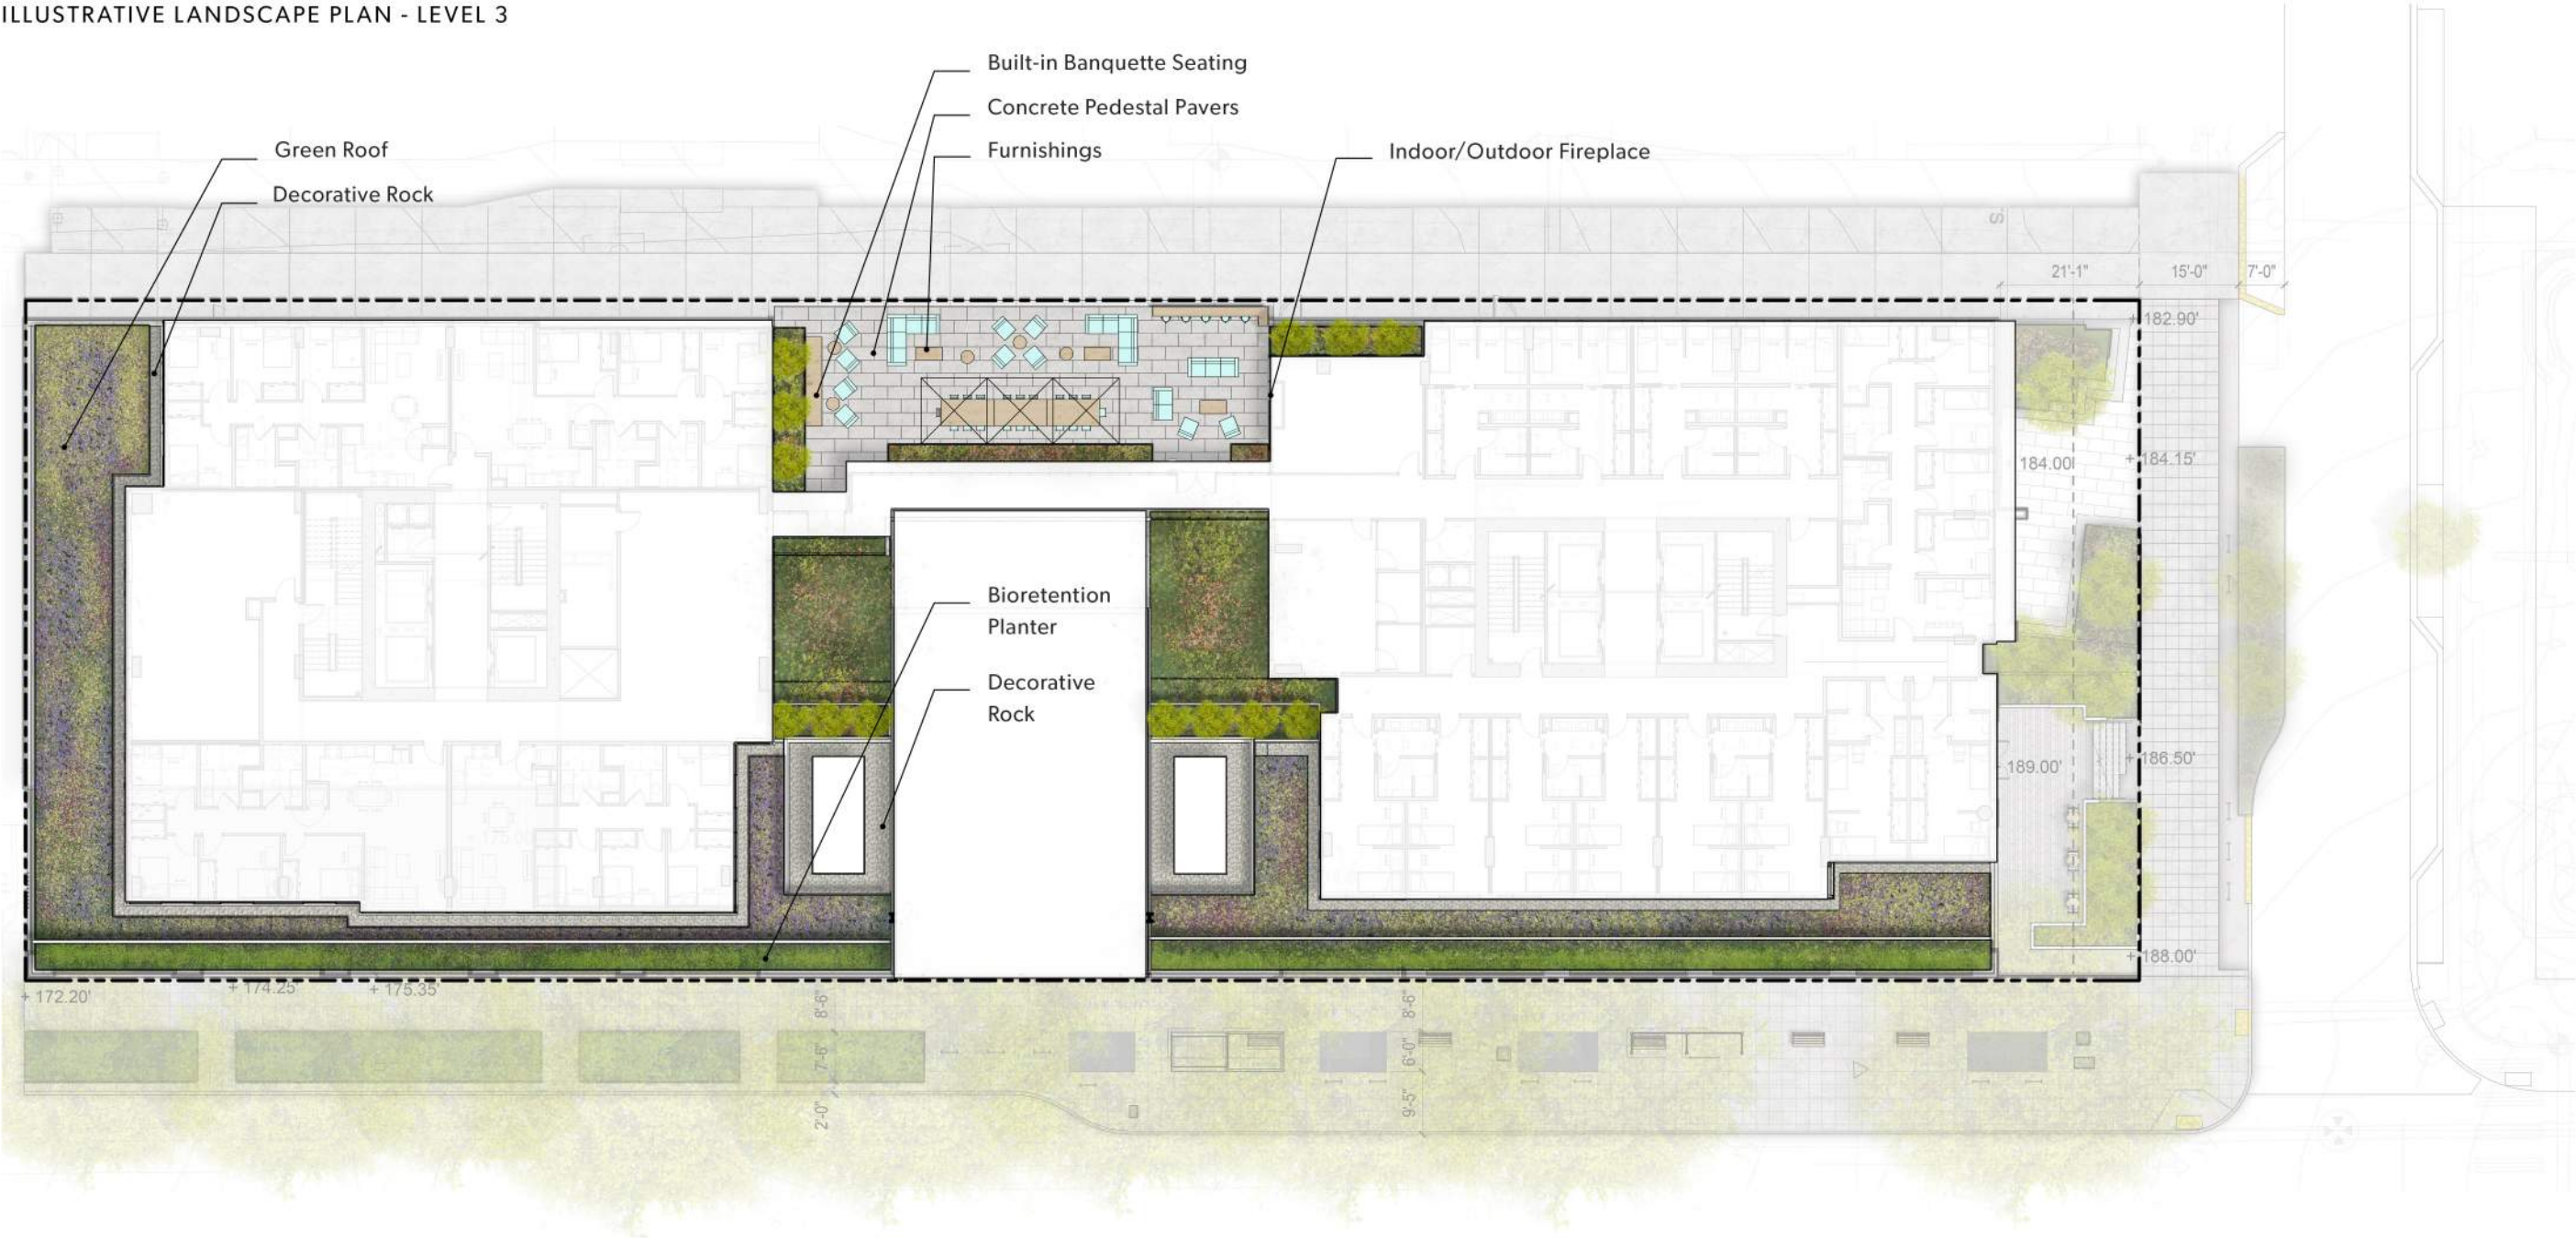 ILLUSTRATIVE LANDSCAPE PLAN - LEVEL 3
Built-in Banquette Seating
Concrete Pedestal Pavers
Furnishings
Green Roof
Decorative Rock
Indoor/Outdoor Fireplace
21'-1"
15'-0"
7'-0"
182.90'
184.00'
+ 184.15'
Bioretention
Planter
Decorative
Rock
189.00'
+ 186.50'
+ 188.00'
+ 172.20'
+ 174.25'
+ 175.35'
8'-6"
7'-6"
2'-0"
8'-6"
6'-0"
9'-5"